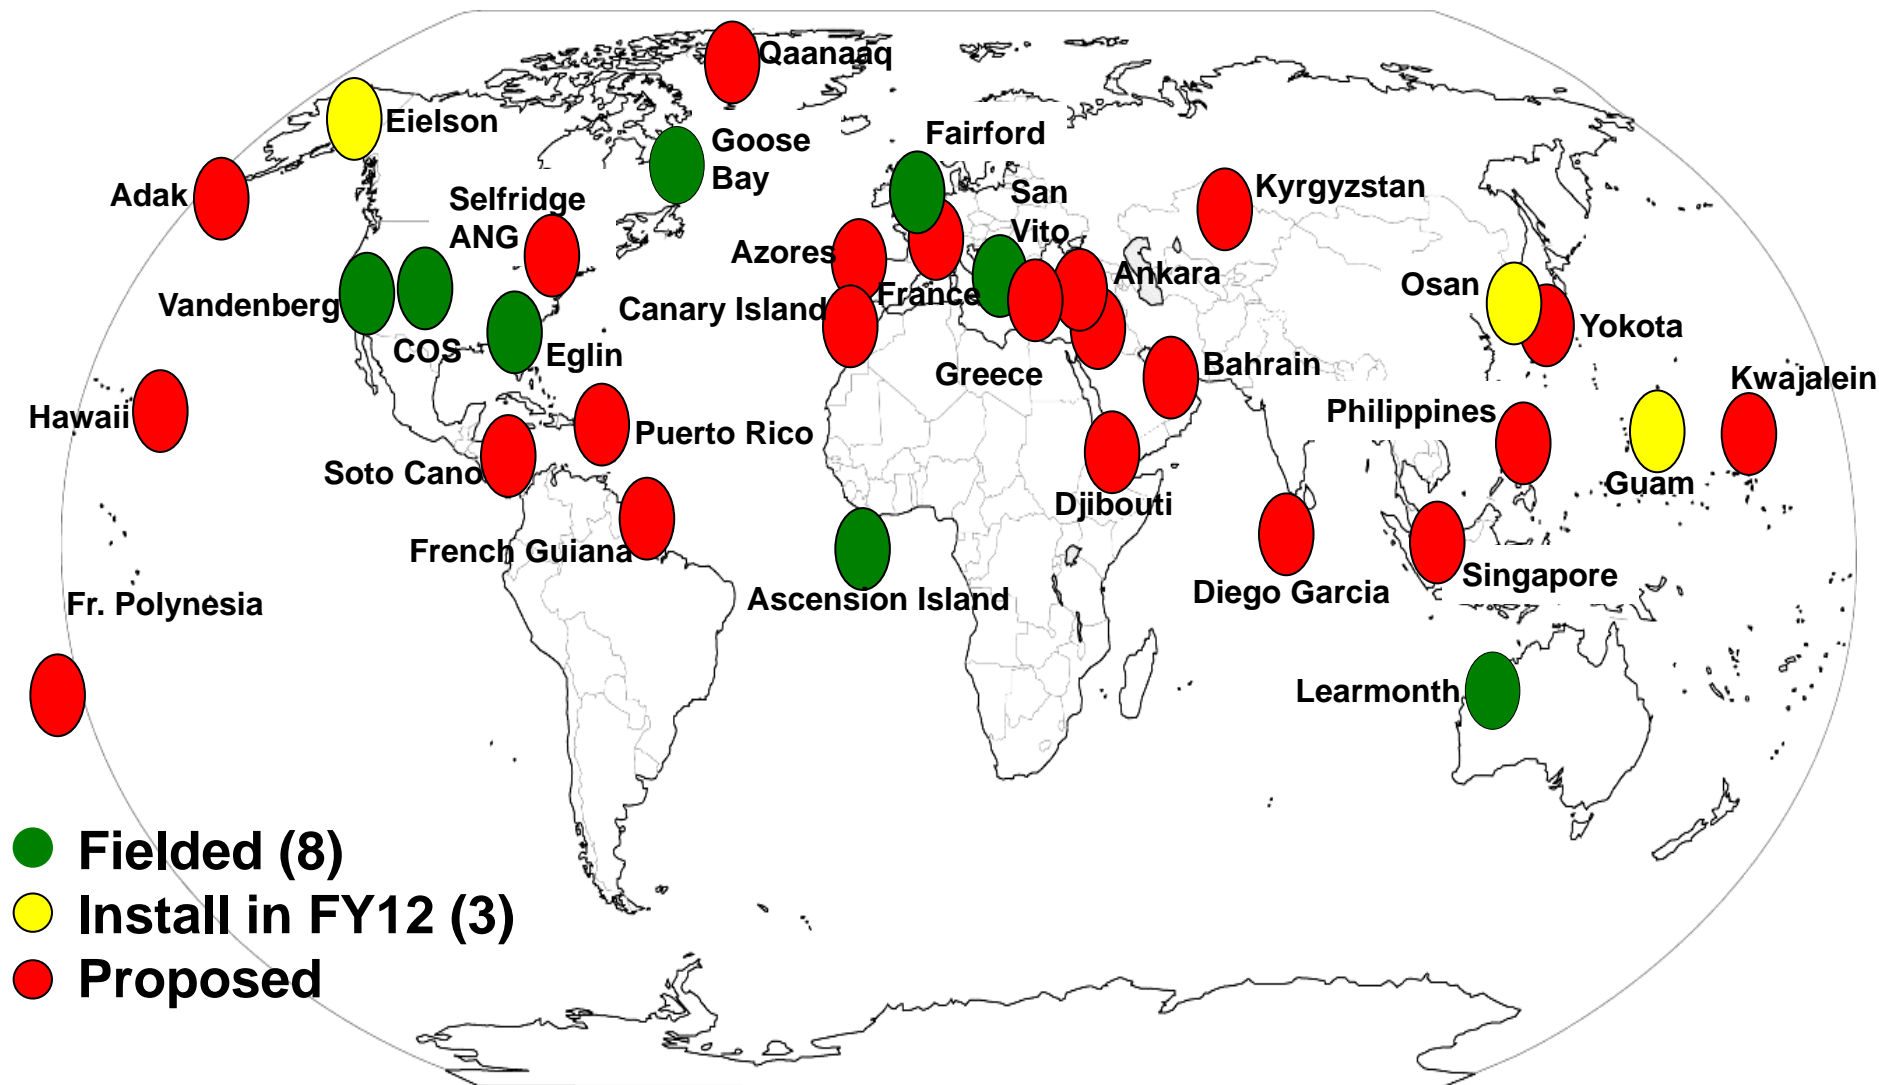 Qaanaaq
Eielson
Goose
Bay
Fairford
Adak
Selfridge
ANG
San
Vito
Kyrgyzstan
Azores
Ankara
Osan
Vandenberg
France
Canary Island
Yokota
COS
Eglin
Greece
Bahrain
Kwajalein
Hawaii
Philippines
Puerto Rico
Soto Cano
Guam
Djibouti
French Guiana
Singapore
Diego Garcia
Ascension Island
Fr. Polynesia
Learmonth
Fielded (8)
Install in FY12 (3)
Proposed